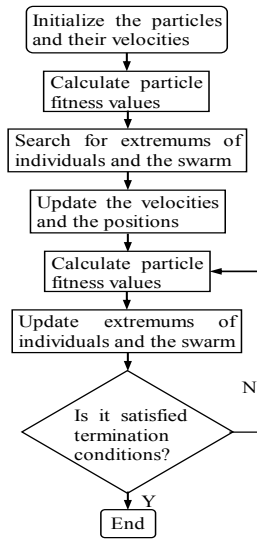 Initialize the particles
and their velocities
Calculate particle
fitness values
Search for extremums of
individuals and the swarm
Update the velocities
and the positions
Calculate particle
fitness values
Update extremums of
individuals and the swarm
N
Is it satisfied
termination
conditions?
Y
End